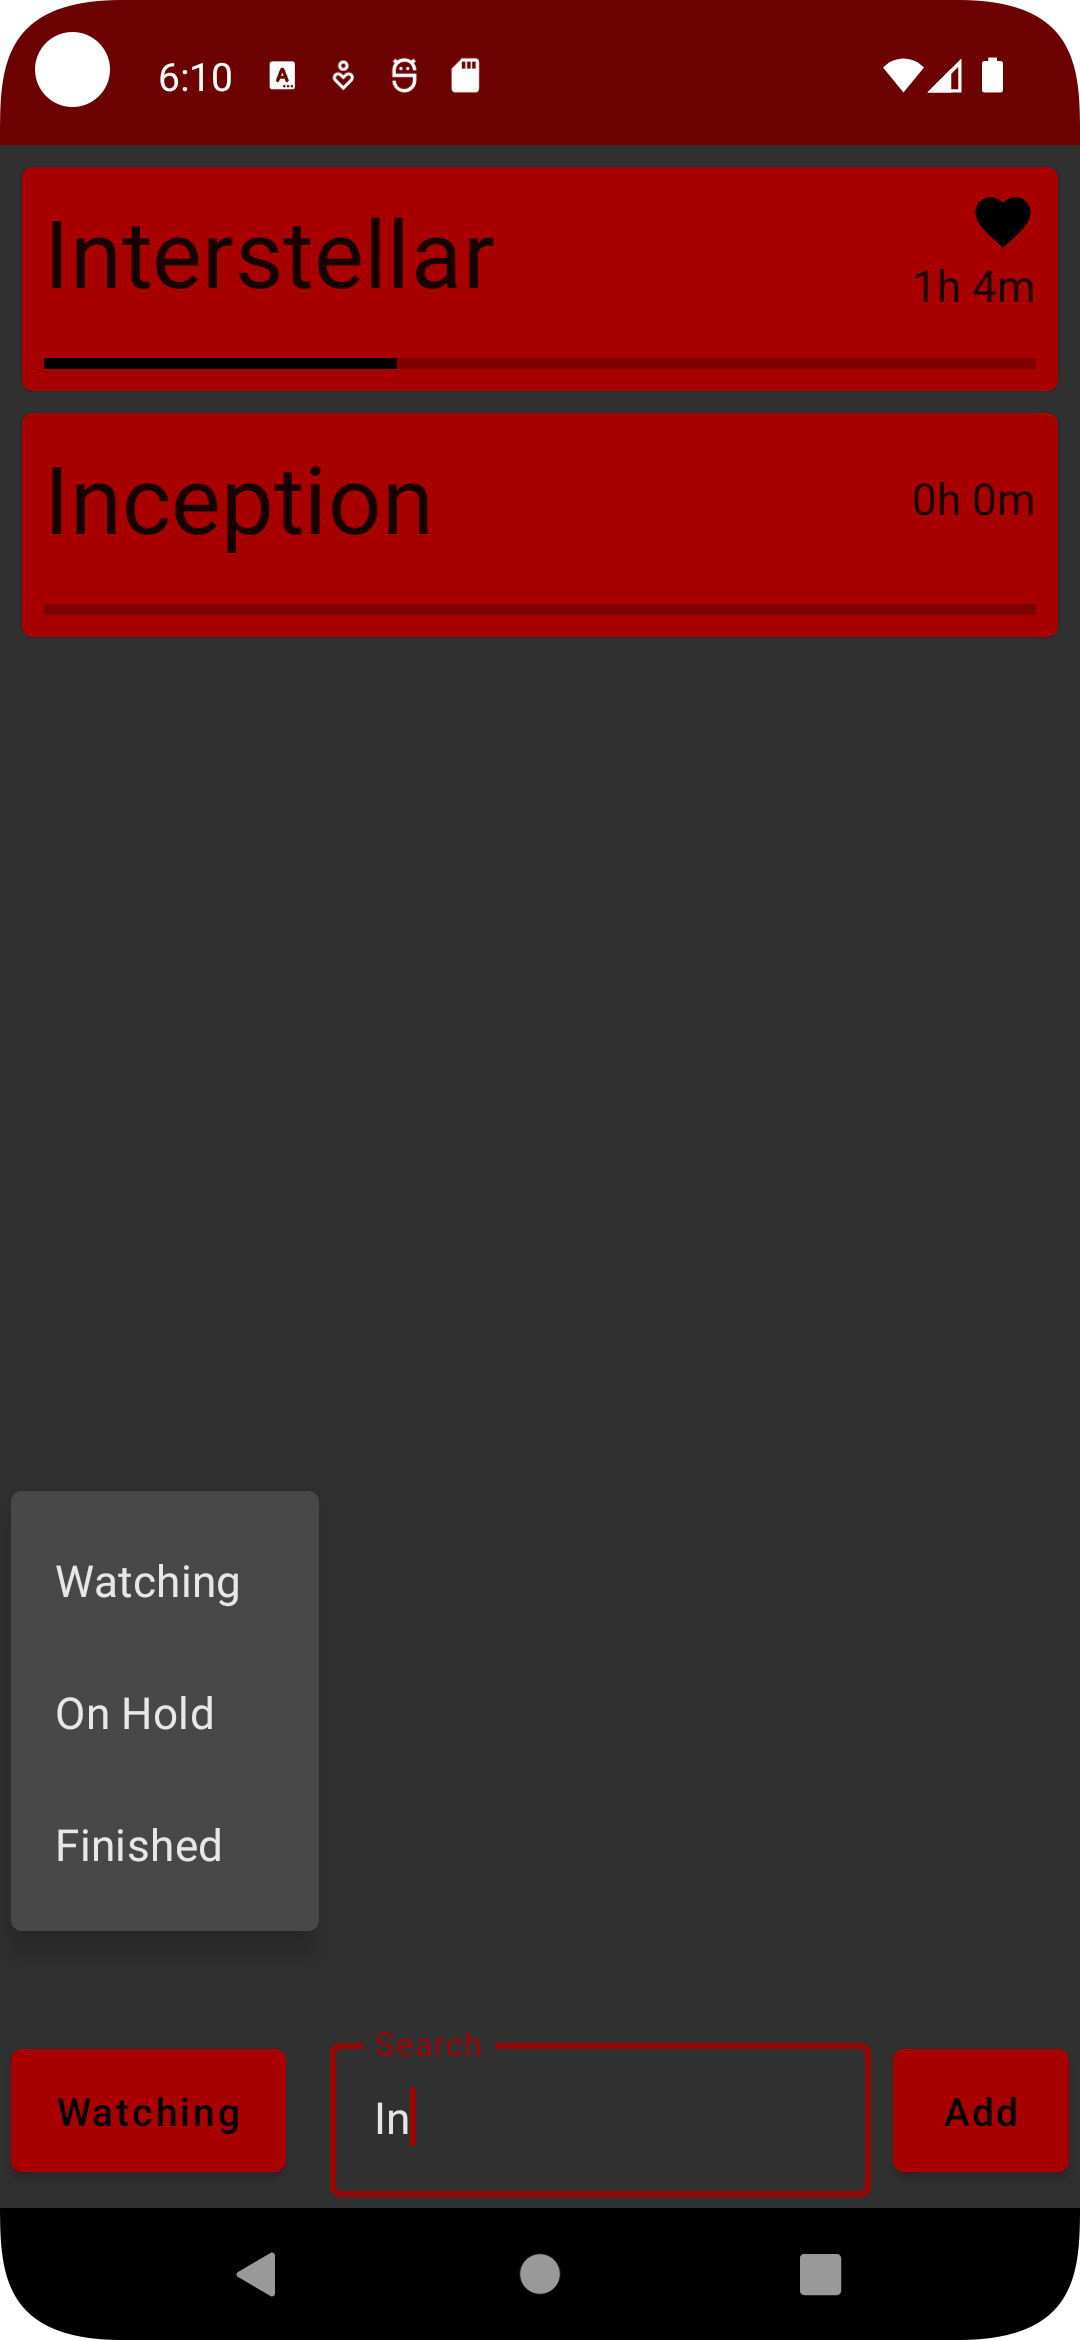 6:10
Interstellar
1h 4m
Inception
0h 0m
Watching
On Hold
Finished
Search
Watching
In
Add